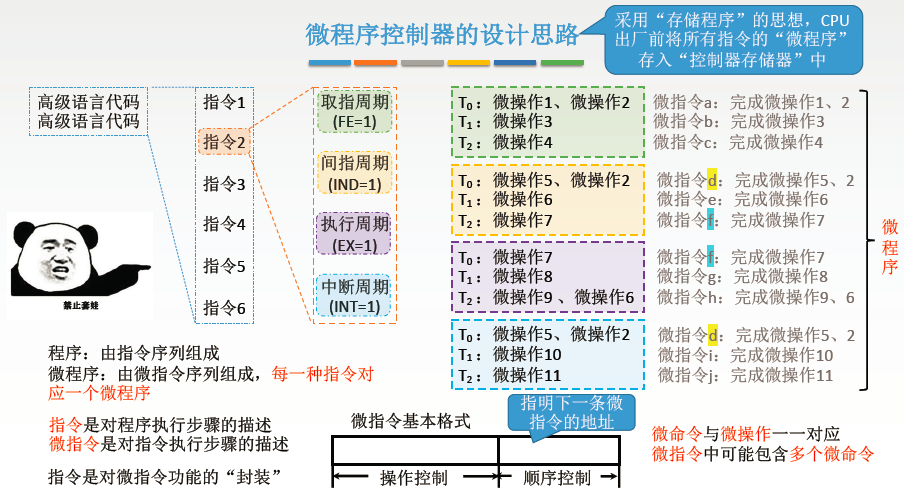 微程序控制器的设计思路
采用“存储程序”的思想，CPU
出厂前将所有指令的“微程序”
存入“控制器存储器”中
高级语言代码
高级语言代码
指令1
指令2
指令3
指令4
指令5
指令6
取指周期
(FE=1)
间指周期
(IND=1)
执行周期
(EX=1)
中断周期
(INT=1)
T0：微操作1、微操作2
T1：微操作3
T2：微操作4
T0：微操作5、微操作2
T1：微操作6
T2：微操作7
T0：微操作7
T1：微操作8
T2：微操作9 、微操作6
T0：微操作5、微操作2
T1：微操作10
T2：微操作11
微指令a：完成微操作1、2
微指令b：完成微操作3
微指令c：完成微操作4
微指令d：完成微操作5、2
微指令e：完成微操作6
微指令f：完成微操作7
微指令f：完成微操作7
微指令g：完成微操作8
微指令h：完成微操作9、6
微指令d：完成微操作5、2
微指令i：完成微操作10
微指令j：完成微操作11
微程序
禁止套娃
程序：由指令序列组成
微程序：由微指令序列组成，每一种指令对
应一个微程序
指令是对程序执行步骤的描述
微指令是对指令执行步骤的描述
指令是对微指令功能的“封装”
微指令基本格式
指明下一条微
指令的地址
操作控制
顺序控制
微命令与微操作一一对应
微指令中可能包含多个微命令